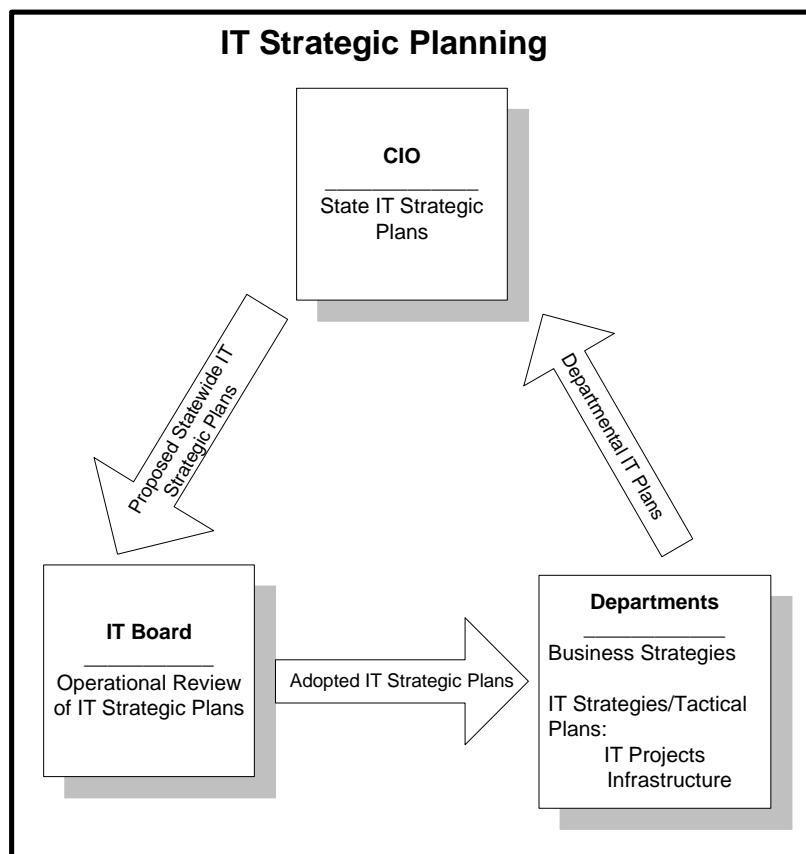 IT Strategic Planning
CIO
State IT Strategic
Plans
Proposed Statewide IT
Strategic Plans
Departmental IT Plans
IT Board
Operational Review
of IT Strategic Plans
Adopted IT Strategic Plans
Departments
Business Strategies
IT Strategies/Tactical
Plans:
IT Projects
Infrastructure